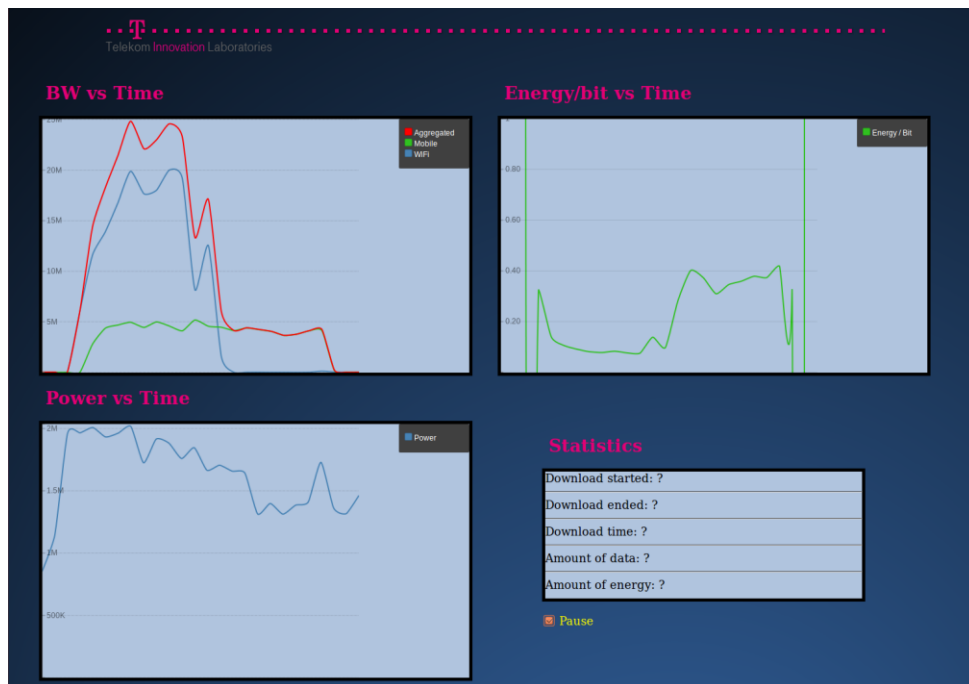 T
Telekom Innovation Laboratories
BW vs Time
25M
20M
15M
10M
5M
Aggregated
Mobile
WiFi
Energy/bit vs Time
0.80
0.60
0.40
0.20
Energy / Bit
Power vs Time
2M
1.5M
1M
500K
Power
Statistics
Download started: ?
Download ended: ?
Download time: ?
Amount of data: ?
Amount of energy: ?
Pause